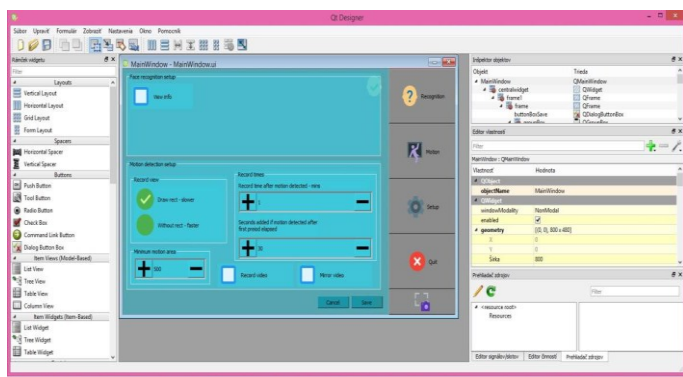 Qt Designer
Súbor Upraviť Formulár Zobraziť Nastavenia Okno Pomocník
Filter
Layouts
Vertical Layout
Horizontal Layout
Grid Layout
Form Layout
Spacers
Horizontal Spacer
Vertical Spacer
Buttons
Push Button
Tool Button
Radio Button
Check Box
Command Link Button
Dialog Button Box
Item Views (Model-Based)
List View
Tree View
Table View
Column View
Item Widgets (Item-Based)
List Widget
Tree Widget
Table Widget
MainWindow - MainWindow.ui
Face recognition setup
View info
Motion detection setup
Record view
Draw rect - slower
Without rect - faster
Minimum motion area
500
Record times
Record time after motion detected - mins
Seconds added if motion detected after
first preset elapsed
Record video
Mirror video
Cancel Save
Recognition
Motion
Setup
Quit
Inšpektor objektov
Objekt Trieda
MainWindow QMainWindow
centralwidget QWidget
frame1 QFrame
frame QFrame
buttonBoxSave QDialogButtonBox
Editor vlastností
Filter
MainWindow : QMainWindow
Vlastnosť Hodnota
QObject
objectName MainWindow
QWidget
windowModality NonModal
enabled
geometry [(0, 0), 800 x 480]
X 0
Y 0
Šírka 800
Prehliadač zdrojov
Filter
<resource root>
Resources
Editor signálov/slotov Editor činností Prehliadač zdrojov